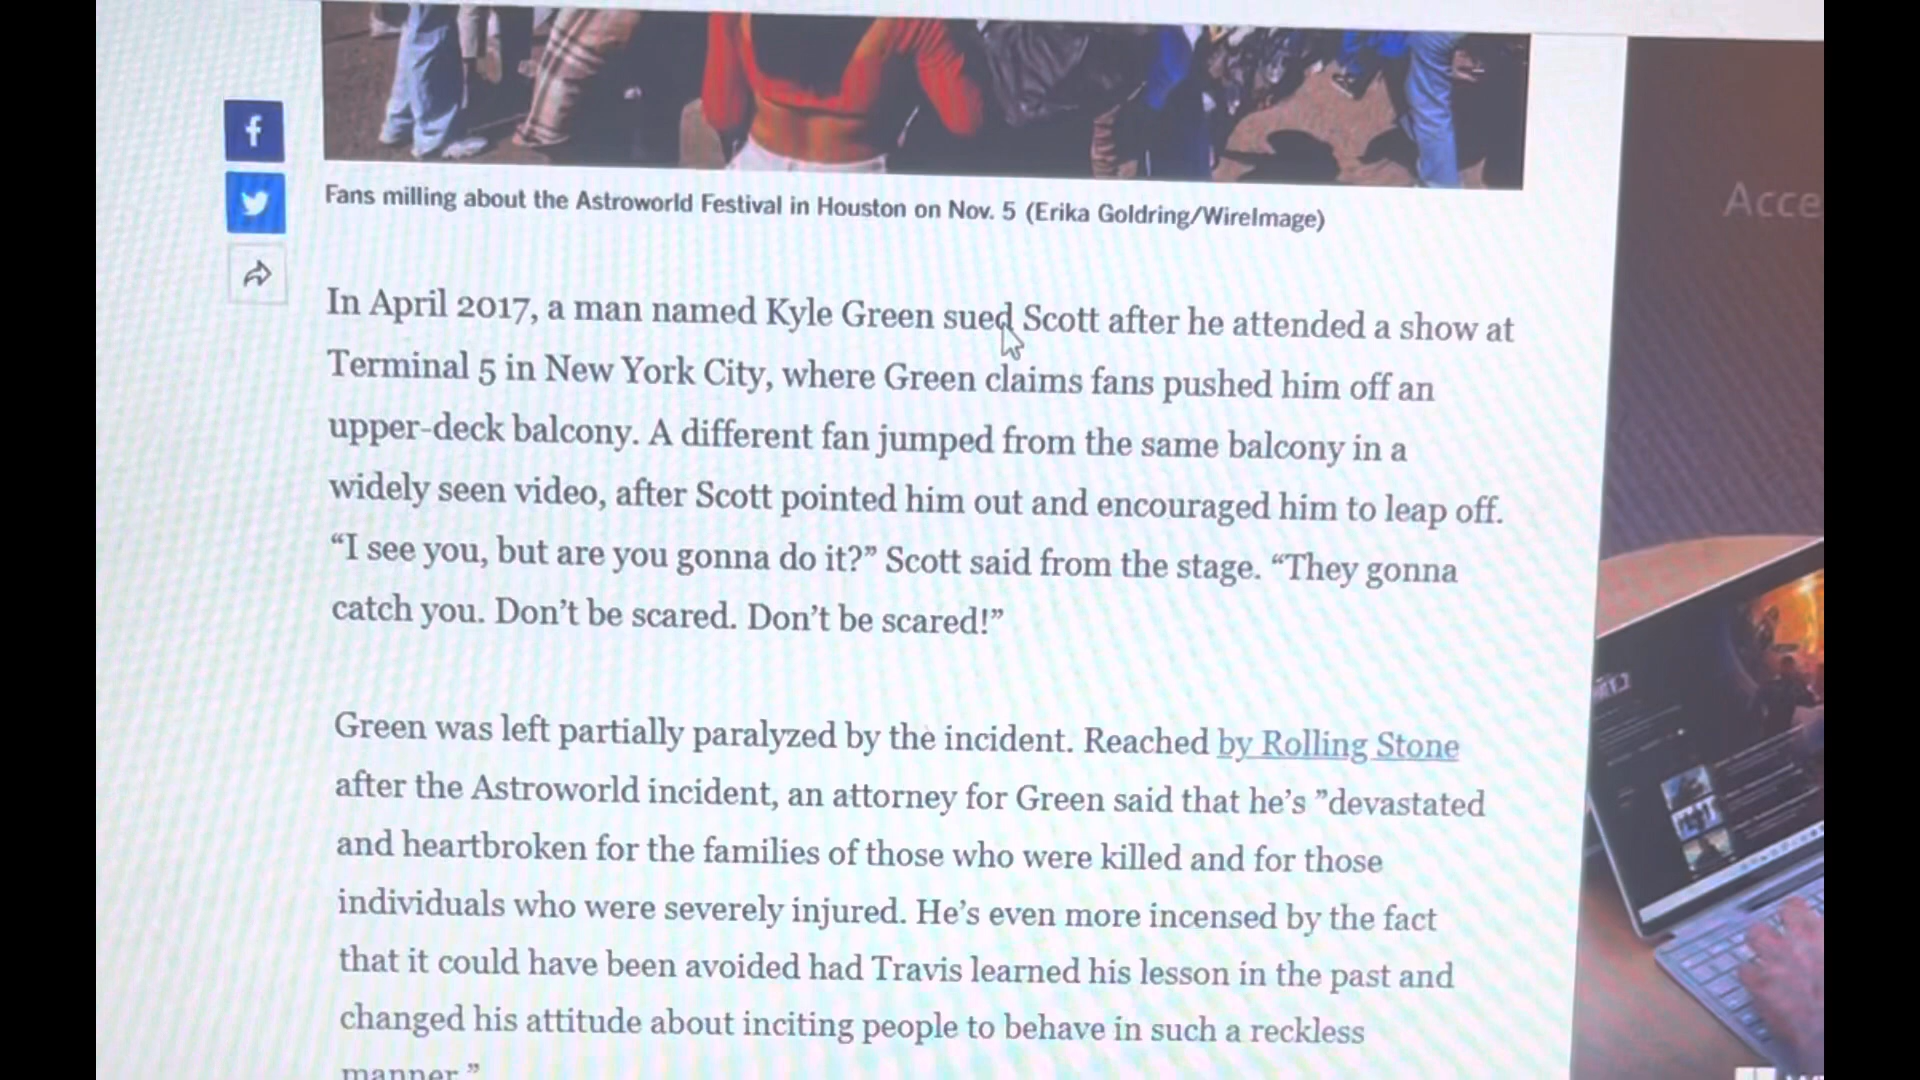 Fans milling about the Astroworld Festival in Houston on Nov. 5 (Erika Goldring/WireImage)
Acce
In April 2017, a man named Kyle Green sued Scott after he attended a show at
Terminal 5 in New York City, where Green claims fans pushed him off an
upper-deck balcony. A different fan jumped from the same balcony in a
widely seen video, after Scott pointed him out and encouraged him to leap off.
“I see you, but are you gonna do it?” Scott said from the stage. “They gonna
catch you. Don’t be scared. Don’t be scared!”
Green was left partially paralyzed by the incident. Reached by Rolling Stone
after the Astroworld incident, an attorney for Green said that he’s ”devastated
and heartbroken for the families of those who were killed and for those
individuals who were severely injured. He’s even more incensed by the fact
that it could have been avoided had Travis learned his lesson in the past and
changed his attitude about inciting people to behave in such a reckless
manner.”